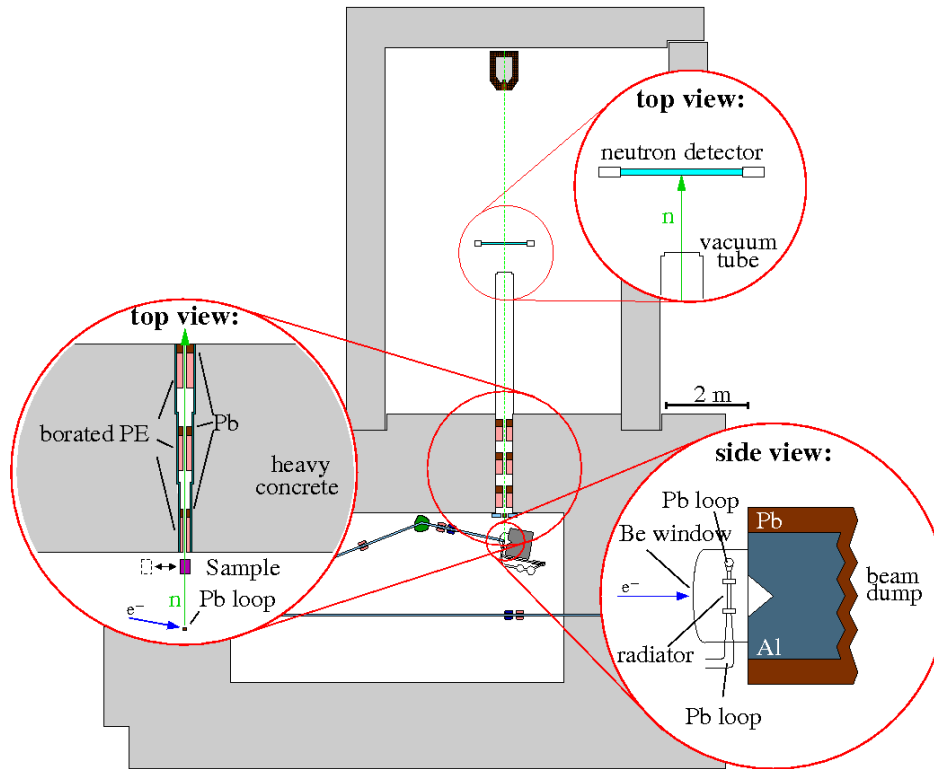 top view:
neutron detector
n
vacuum
tube
top view:
borated PE
Pb
heavy
concrete
Sample
Pb loop
n
e⁻
2 m
side view:
Pb loop
Pb
Be window
e⁻
beam
dump
radiator
Al
Pb loop